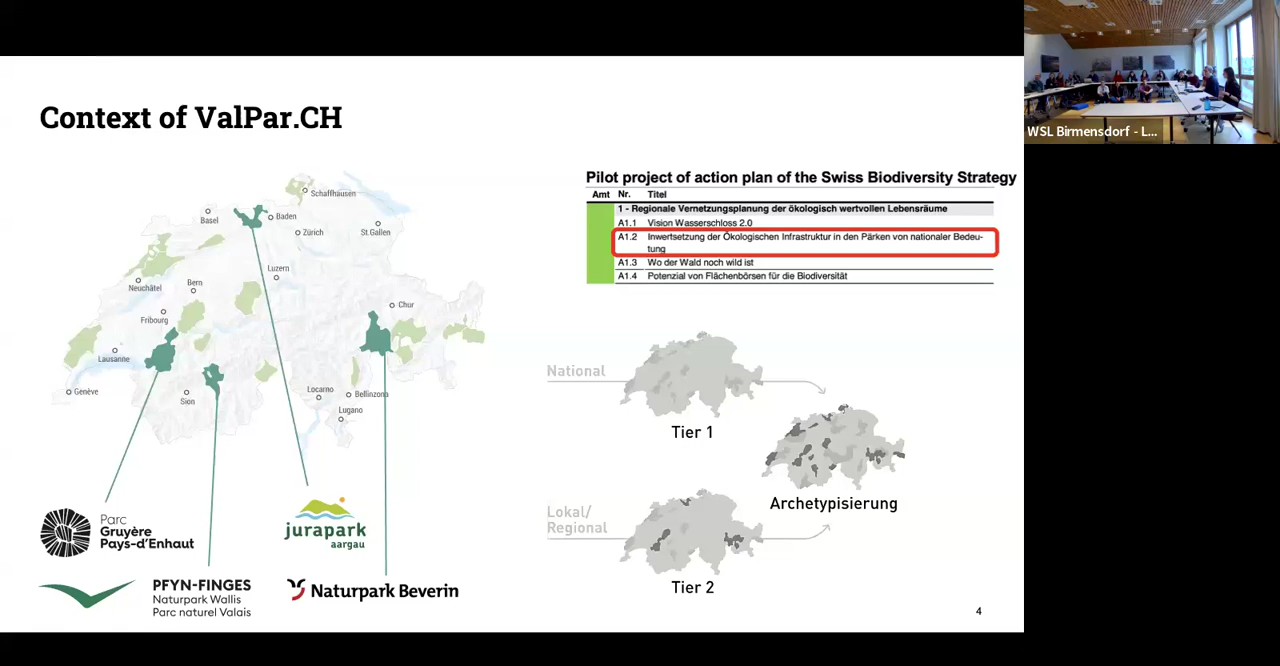 Context of ValPar.CH
Schaffhausen
Basel
Baden
Zürich
St Gallen
Luzern
Neuchâtel
Bern
Fribourg
Chur
Lausanne
Genève
Sion
Locarno
Bellinzona
Lugano
Parc
Gruyère
Pays-d'Enhaut
jurapark
aargau
PFYN-FINGES
Naturpark Wallis
Parc naturel Valais
Naturpark Beverin
Pilot project of action plan of the Swiss Biodiversity Strategy
Amt Nr. Titel
1 - Regionale Vernetzungsplanung der ökologisch wertvollen Lebensräume
A1.1 Vision Wasserschloss 2.0
A1.2 Inwertsetzung der Ökologischen Infrastruktur in den Pärken von nationaler Bedeu-
tung
A1.3 Wo der Wald noch wild ist
A1.4 Potenzial von Flächenbörsen für die Biodiversität
National
Tier 1
Archetypisierung
Lokal/
Regional
Tier 2
4
WSL Birmensdorf - L...